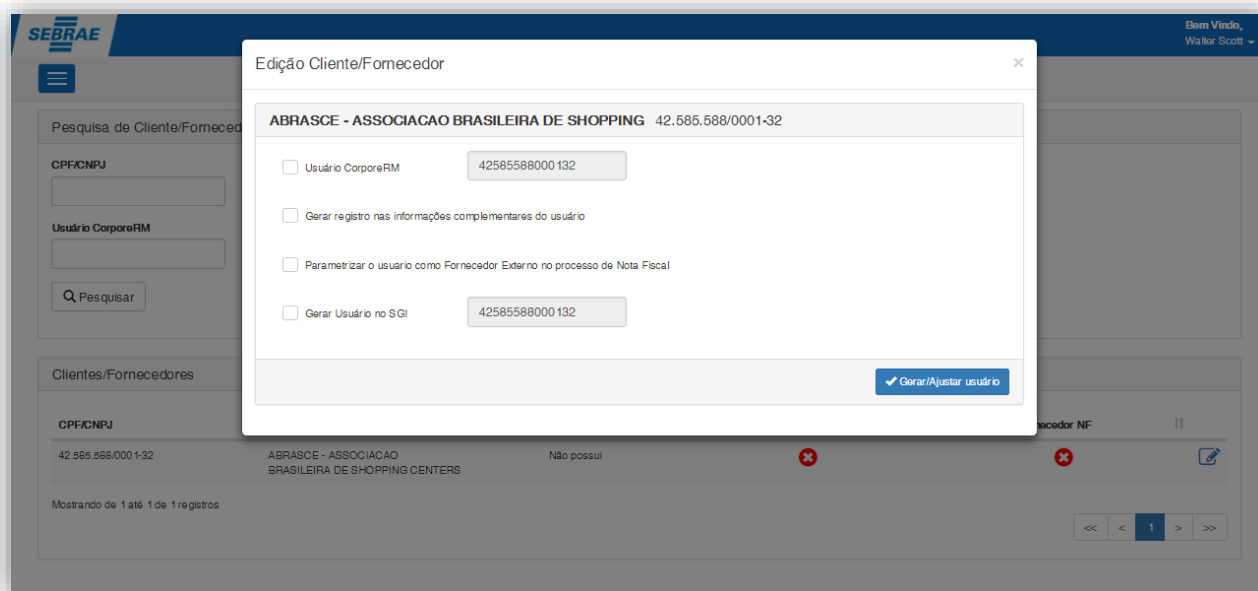 SEBRAE
Bem Vindo,
Walter Scott
Edição Cliente/Fornecedor
×
Pesquisa de Cliente/Forneced
ABRASCE - ASSOCIACAO BRASILEIRA DE SHOPPING 42.585.588/0001-32
CPF/CNPJ
Usuário CorporeRM 42585588000132
Gerar registro nas informações complementares do usuário
Usuário CorporeRM
Parametrizar o usuario como Fornecedor Externo no processo de Nota Fiscal
Pesquisar
Gerar Usuário no SGI 42585588000132
Clientes/Fornecedores
Gerar/Ajustar usuário
CPF/CNPJ
necedor NF
42.585.588/0001-32 ABRASCE - ASSOCIACAO Não possui
BRASILEIRA DE SHOPPING CENTERS
Mostrando de 1 até 1 de 1 registros
<< < 1 > >>